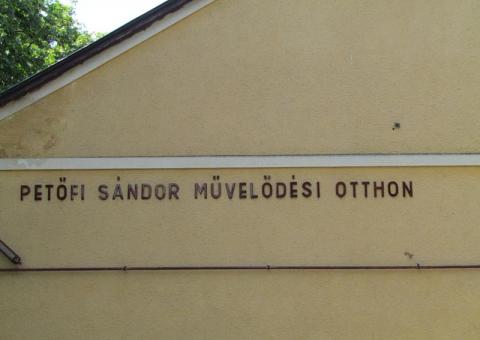 PETŐFI SÁNDOR MŰVELŐDÉSI OTTHON